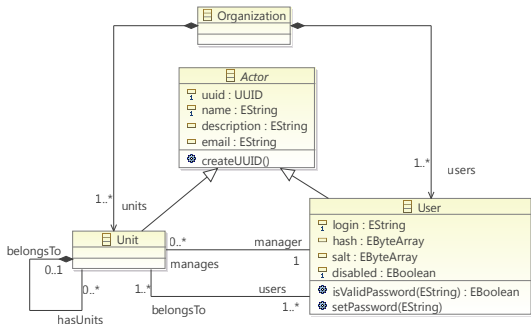 Organization
Actor
uuid : UUID
name : EString
description : EString
email : EString
createUUID()
1..*
units
1..*
users
User
login : EString
hash : EByteArray
salt : EByteArray
disabled : EBoolean
isValidPassword(EString) : EBoolean
setPassword(EString)
Unit
belongsTo
0..1
0..*
hasUnits
0..*
manages
manager
1
1..*
belongsTo
users
1..*